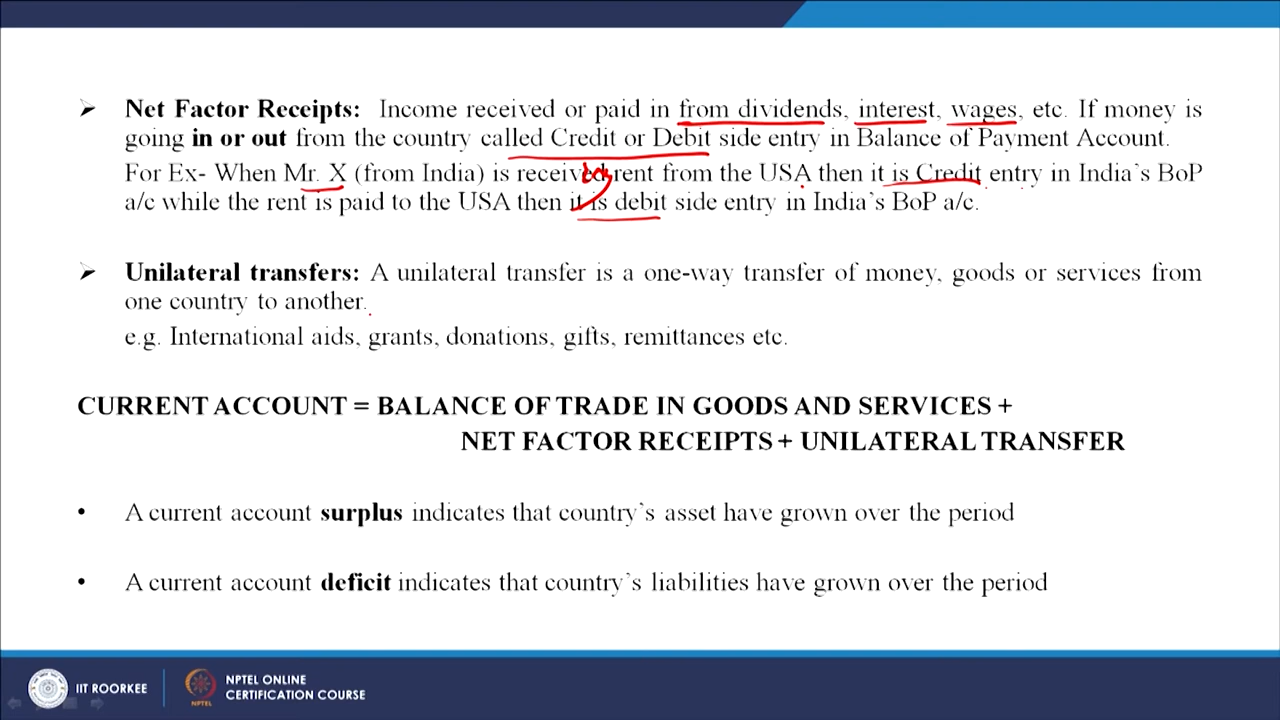 ➢ Net Factor Receipts: Income received or paid in from dividends, interest, wages, etc. If money is
going in or out from the country called Credit or Debit side entry in Balance of Payment Account.
For Ex- When Mr. X (from India) is received rent from the USA then it is Credit entry in India's BoP
a/c while the rent is paid to the USA then it is debit side entry in India's BoP a/c.
➢ Unilateral transfers: A unilateral transfer is a one-way transfer of money, goods or services from
one country to another.
e.g. International aids, grants, donations, gifts, remittances etc.
CURRENT ACCOUNT = BALANCE OF TRADE IN GOODS AND SERVICES +
NET FACTOR RECEIPTS + UNILATERAL TRANSFER
• A current account surplus indicates that country's asset have grown over the period
• A current account deficit indicates that country's liabilities have grown over the period
IIT ROORKEE
NPTEL
NPTEL ONLINE
CERTIFICATION COURSE